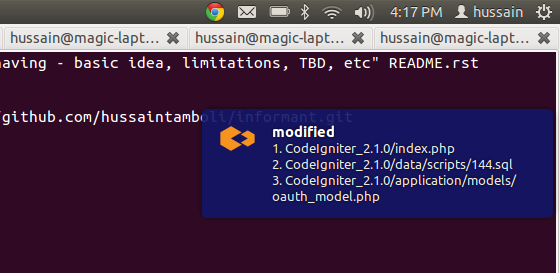 4:17 PM hussain
hussain@magic-lapt... hussain@magic-lapt... hussain@magic-lapt...
aving - basic idea, limitations, TBD, etc" README.rst
/github.com/hussaintamboli/informant.git
modified
1. CodeIgniter_2.1.0/index.php
2. CodeIgniter_2.1.0/data/scripts/144.sql
3. CodeIgniter_2.1.0/application/models/
oauth_model.php